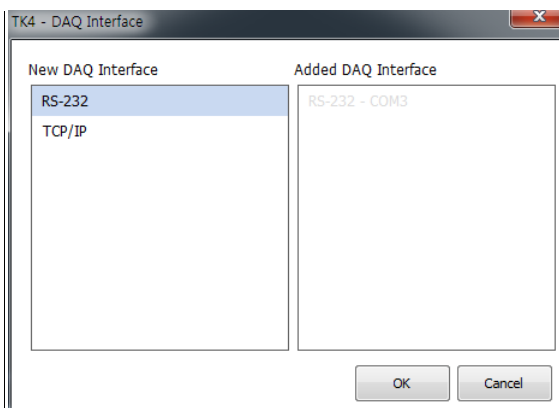 TK4 - DAQ Interface
New DAQ Interface
Added DAQ Interface
RS-232
RS-232 - COM3
TCP/IP
OK
Cancel